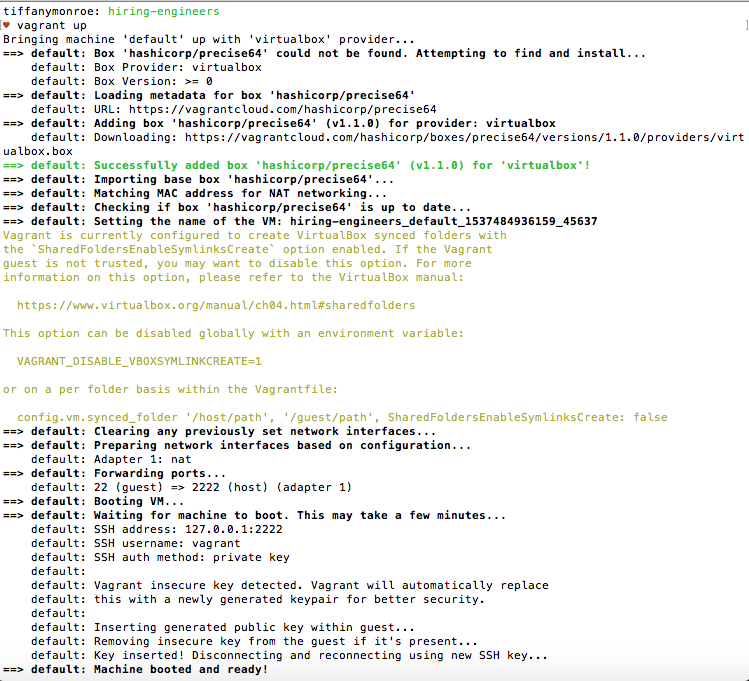 tiffanymonroe: hiring-engineers
[♥ vagrant up ]
Bringing machine 'default' up with 'virtualbox' provider...
==> default: Box 'hashicorp/precise64' could not be found. Attempting to find and install...
    default: Box Provider: virtualbox
    default: Box Version: >= 0
==> default: Loading metadata for box 'hashicorp/precise64'
    default: URL: https://vagrantcloud.com/hashicorp/precise64
==> default: Adding box 'hashicorp/precise64' (v1.1.0) for provider: virtualbox
    default: Downloading: https://vagrantcloud.com/hashicorp/boxes/precise64/versions/1.1.0/providers/virt
ualbox.box
==> default: Successfully added box 'hashicorp/precise64' (v1.1.0) for 'virtualbox'!
==> default: Importing base box 'hashicorp/precise64'...
==> default: Matching MAC address for NAT networking...
==> default: Checking if box 'hashicorp/precise64' is up to date...
==> default: Setting the name of the VM: hiring-engineers_default_1537484936159_45637
Vagrant is currently configured to create VirtualBox synced folders with
the `SharedFoldersEnableSymlinksCreate` option enabled. If the Vagrant
guest is not trusted, you may want to disable this option. For more
information on this option, please refer to the VirtualBox manual:

  https://www.virtualbox.org/manual/ch04.html#sharedfolders

This option can be disabled globally with an environment variable:

  VAGRANT_DISABLE_VBOXSYMLINKCREATE=1

or on a per folder basis within the Vagrantfile:

  config.vm.synced_folder '/host/path', '/guest/path', SharedFoldersEnableSymlinksCreate: false
==> default: Clearing any previously set network interfaces...
==> default: Preparing network interfaces based on configuration...
    default: Adapter 1: nat
==> default: Forwarding ports...
    default: 22 (guest) => 2222 (host) (adapter 1)
==> default: Booting VM...
==> default: Waiting for machine to boot. This may take a few minutes...
    default: SSH address: 127.0.0.1:2222
    default: SSH username: vagrant
    default: SSH auth method: private key
    default:
    default: Vagrant insecure key detected. Vagrant will automatically replace
    default: this with a newly generated keypair for better security.
    default:
    default: Inserting generated public key within guest...
    default: Removing insecure key from the guest if it's present...
    default: Key inserted! Disconnecting and reconnecting using new SSH key...
==> default: Machine booted and ready!